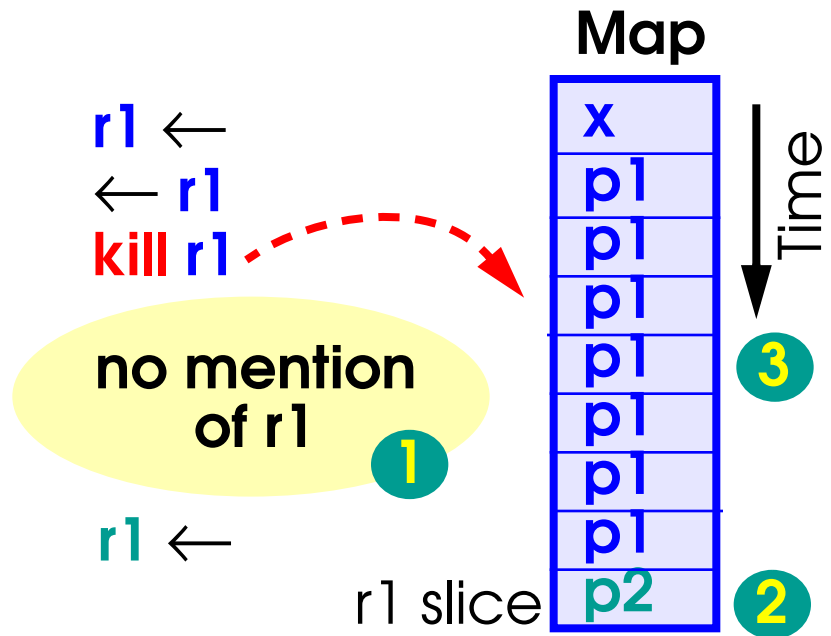 Map
r1 ←
← r1
kill r1
no mention
of r1
1
r1 ←
x
p1
p1
p1
p1
p1
p1
p1
p2
r1 slice
Time
3
2